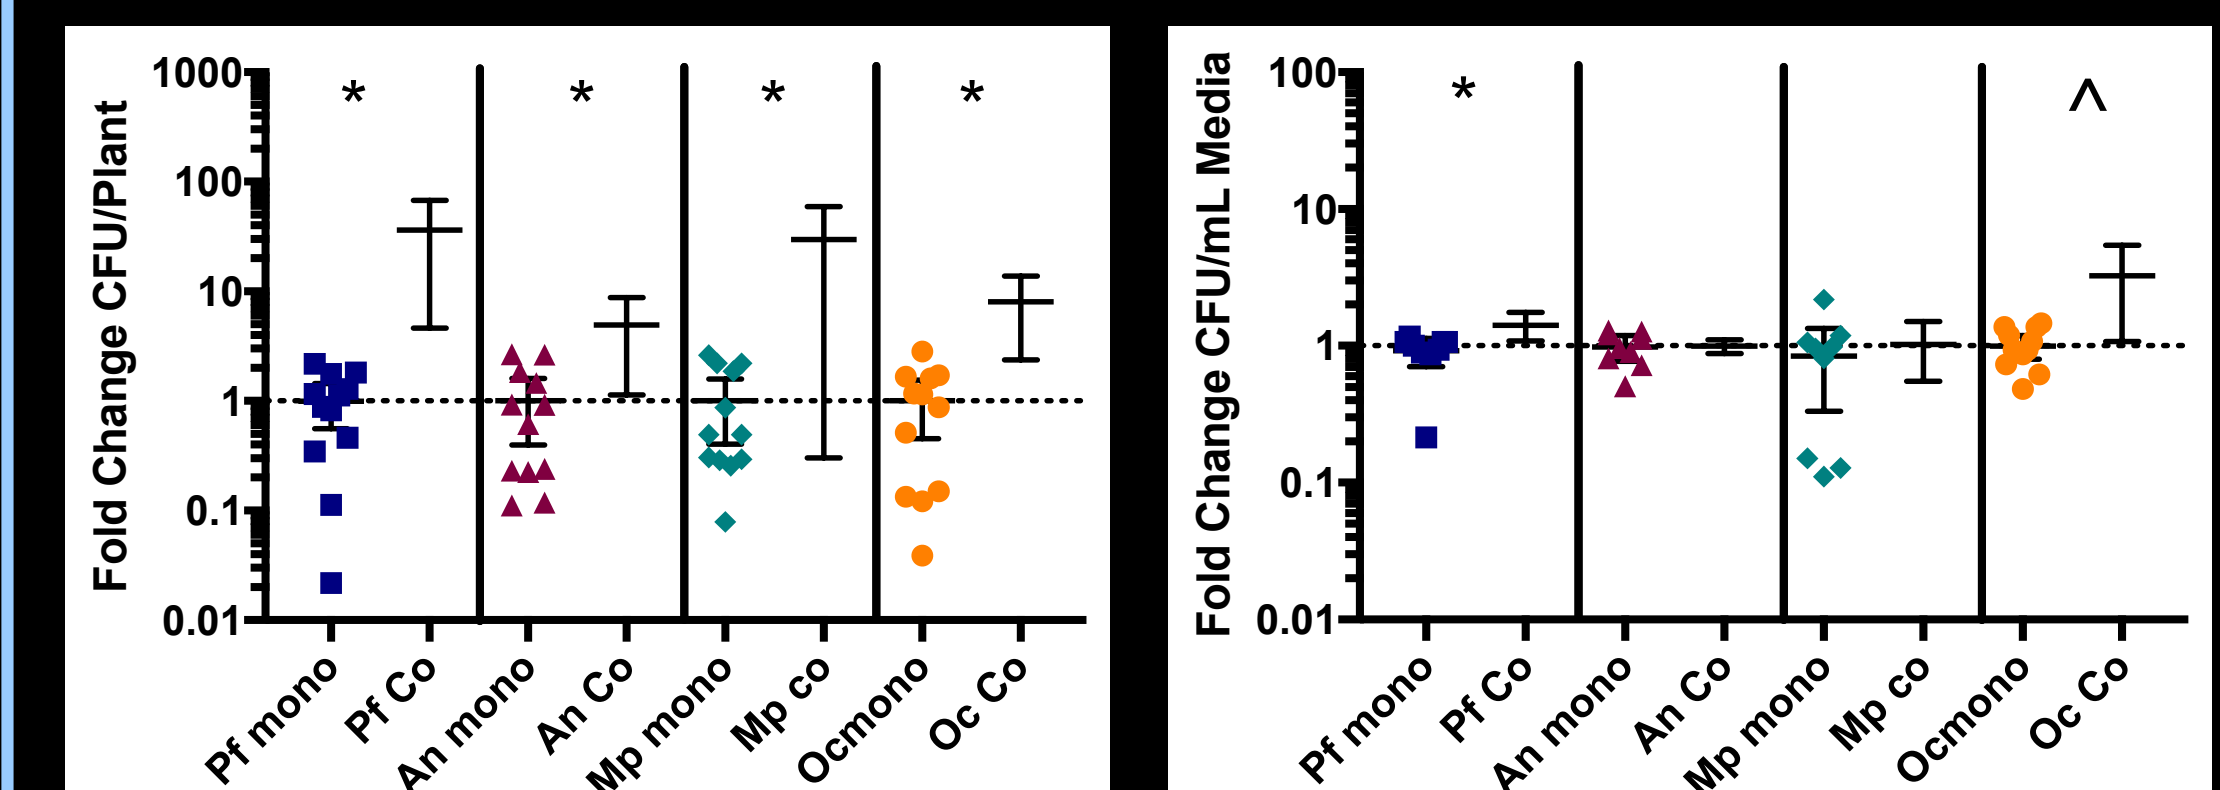 Fold Change CFU/Plant
1000
100
10
1
0.1
0.01
* * * *
Pf mono
Pf Co
An mono
An Co
Mp mono
Mp co
Ocmono
Oc Co
Fold Change CFU/mL Media
100
10
1
0.1
0.01
* ^
Pf mono
Pf Co
An mono
An Co
Mp mono
Mp co
Ocmono
Oc Co